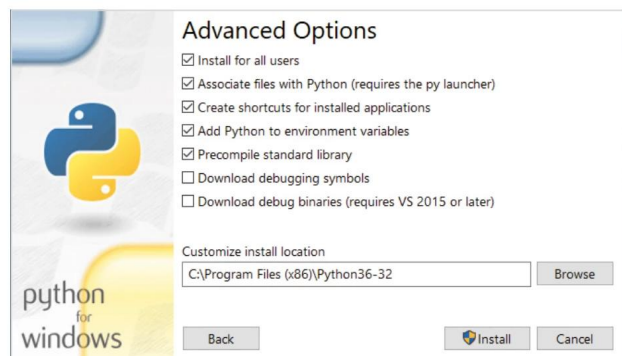 Advanced Options
Install for all users
Associate files with Python (requires the py launcher)
Create shortcuts for installed applications
Add Python to environment variables
Precompile standard library
Download debugging symbols
Download debug binaries (requires VS 2015 or later)
Customize install location
C:\Program Files (x86)\Python36-32
Browse
python
for
windows
Back
Install
Cancel